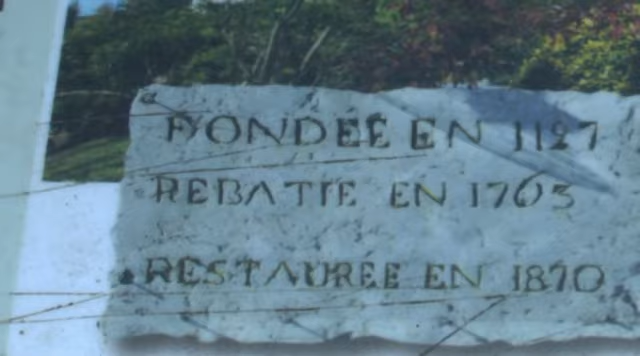 FONDÉE EN 1127
REBATIE EN 1763
RESTAURÉE EN 1870